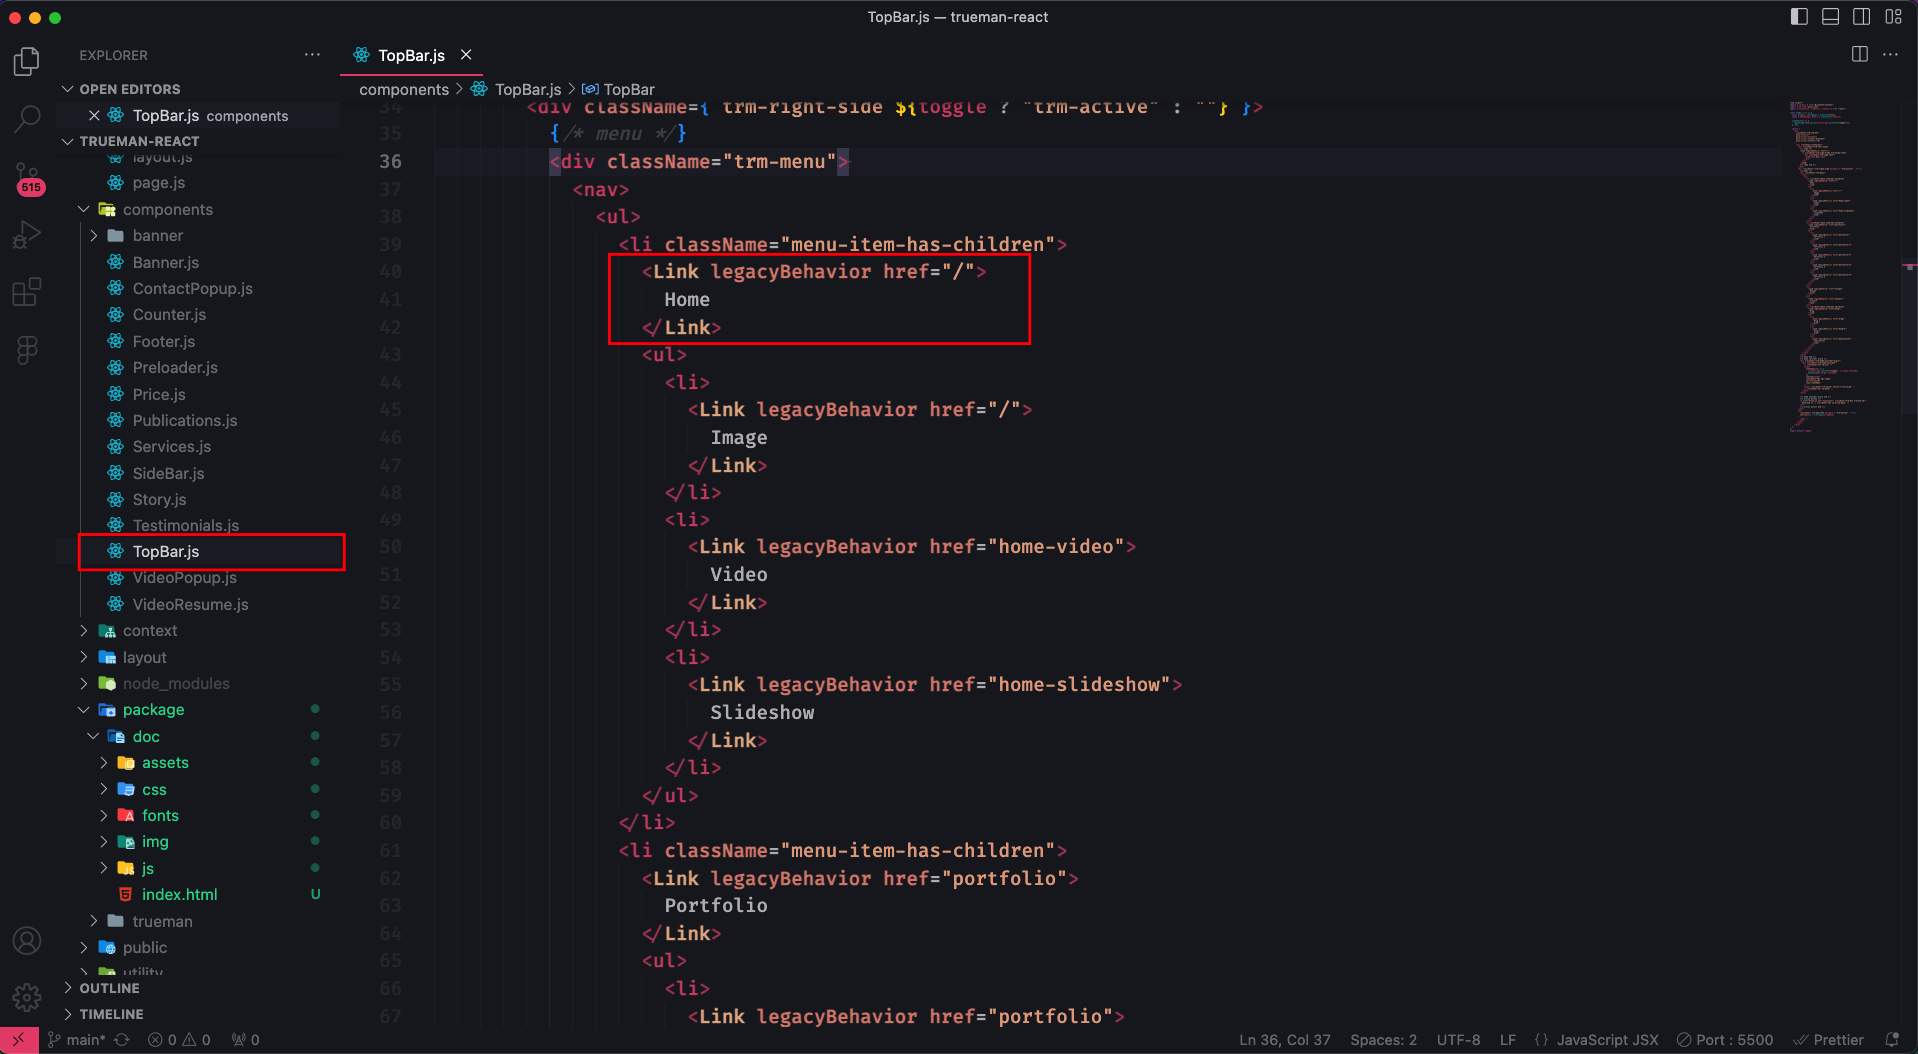 TopBar.js — trueman-react
EXPLORER
OPEN EDITORS
TopBar.js components
TRUEMAN-REACT
layout.js
page.js
components
banner
Banner.js
ContactPopup.js
Counter.js
Footer.js
Preloader.js
Price.js
Publications.js
Services.js
SideBar.js
Story.js
Testimonials.js
TopBar.js
VideoPopup.js
VideoResume.js
context
layout
node_modules
package
doc
assets
css
fonts
img
js
index.html U
trueman
public
utility
OUTLINE
TIMELINE
515
TopBar.js
components > TopBar.js > TopBar
34 <div className={`trm-right-side ${toggle ? "trm-active" : ""}`}>
35 {/* menu */}
36 <div className="trm-menu">
37 <nav>
38 <ul>
39 <li className="menu-item-has-children">
40 <Link legacyBehavior href="/">
41 Home
42 </Link>
43 <ul>
44 <li>
45 <Link legacyBehavior href="/">
46 Image
47 </Link>
48 </li>
49 <li>
50 <Link legacyBehavior href="home-video">
51 Video
52 </Link>
53 </li>
54 <li>
55 <Link legacyBehavior href="home-slideshow">
56 Slideshow
57 </Link>
58 </li>
59 </ul>
60 </li>
61 <li className="menu-item-has-children">
62 <Link legacyBehavior href="portfolio">
63 Portfolio
64 </Link>
65 <ul>
66 <li>
67 <Link legacyBehavior href="portfolio">
main* 0 0 0 Ln 36, Col 37 Spaces: 2 UTF-8 LF {} JavaScript JSX Port : 5500 Prettier